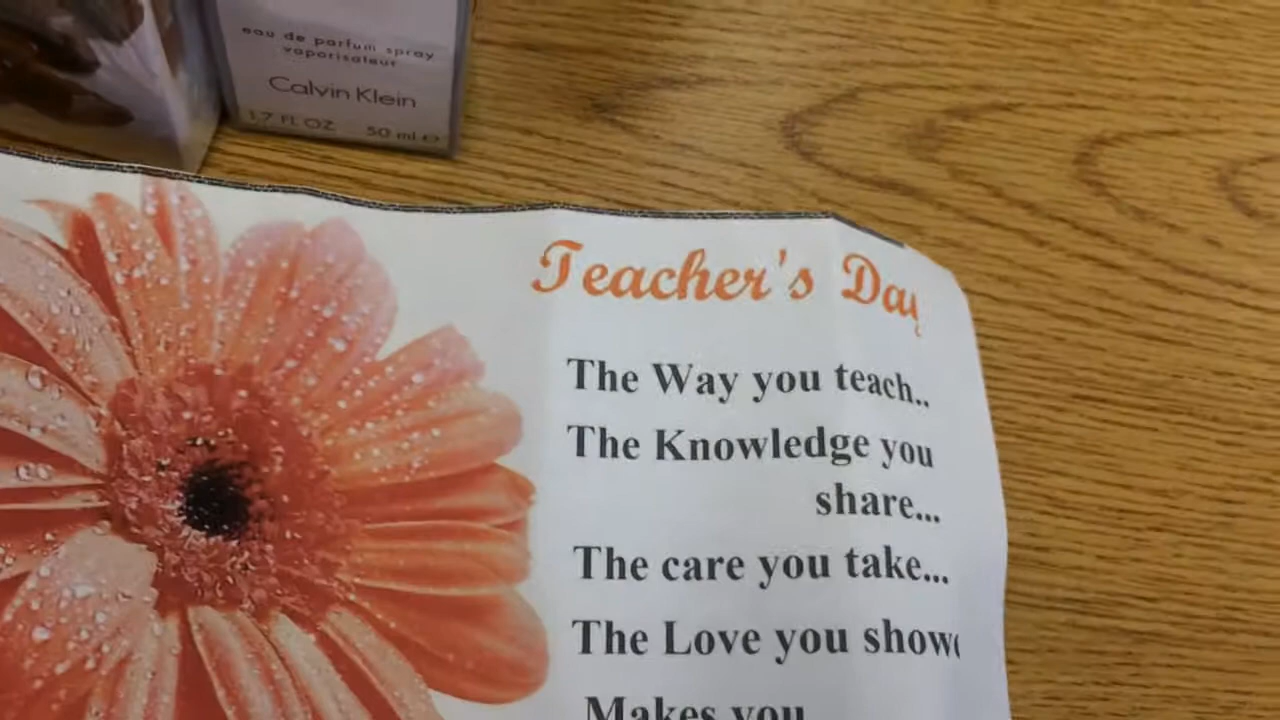 eau de parfum spray
vaporisateur
Calvin Klein
1.7 FL OZ 50 ml e
Teacher's Day
The Way you teach..
The Knowledge you
share...
The care you take...
The Love you show
Makes you